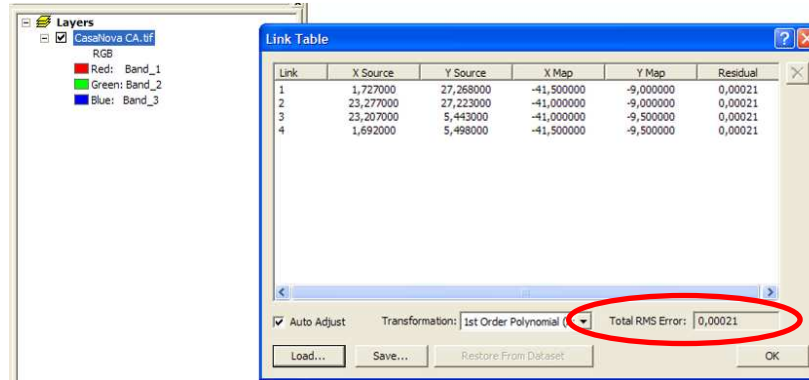 Layers
CasaNova CA.tif
RGB
Red: Band_1
Green: Band_2
Blue: Band_3
Link Table
Link X Source Y Source X Map Y Map Residual
1 1,727000 27,268000 -41,500000 -9,000000 0,00021
2 23,277000 27,223000 -41,000000 -9,000000 0,00021
3 23,207000 5,443000 -41,000000 -9,500000 0,00021
4 1,692000 5,498000 -41,500000 -9,500000 0,00021
Auto Adjust Transformation: 1st Order Polynomial ( Total RMS Error: 0,00021
Load... Save... Restore From Dataset OK